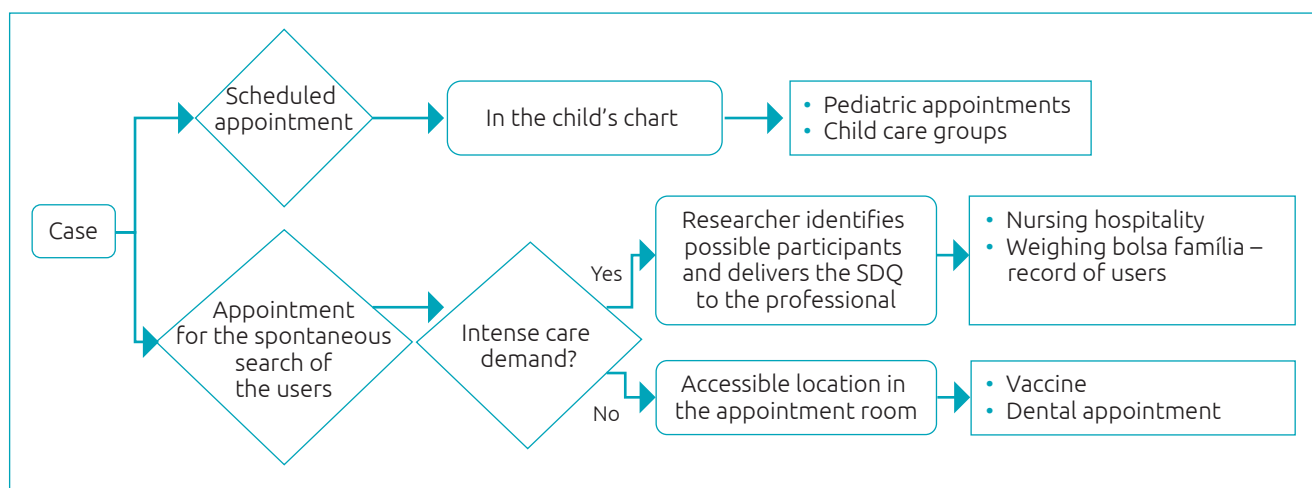 Scheduled
appointment
In the child's chart
• Pediatric appointments
• Child care groups
Case
Appointment
for the spontaneous
search of
the users
Intense care
demand?
Yes
Researcher identifies
possible participants
and delivers the SDQ
to the professional
• Nursing hospitality
• Weighing bolsa família –
record of users
No
Accessible location in
the appointment room
• Vaccine
• Dental appointment